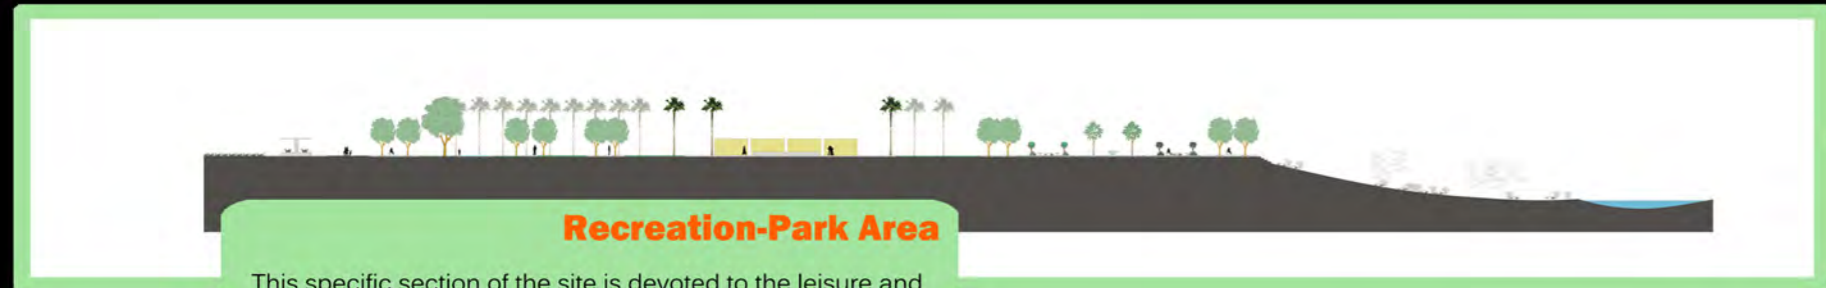 Recreation-Park Area
This specific section of the site is devoted to the leisure and